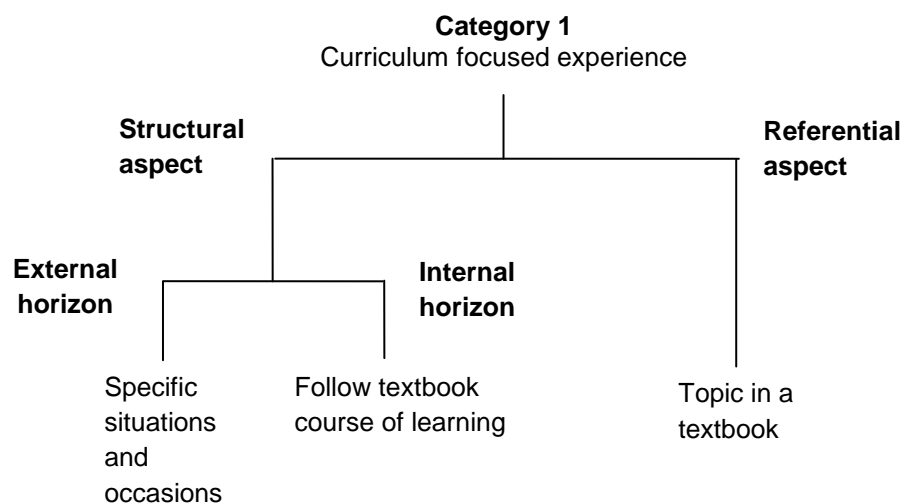 Category 1
Curriculum focused experience
Structural
aspect
Referential
aspect
External
horizon
Internal
horizon
Specific
situations
and
occasions
Follow textbook
course of learning
Topic in a
textbook